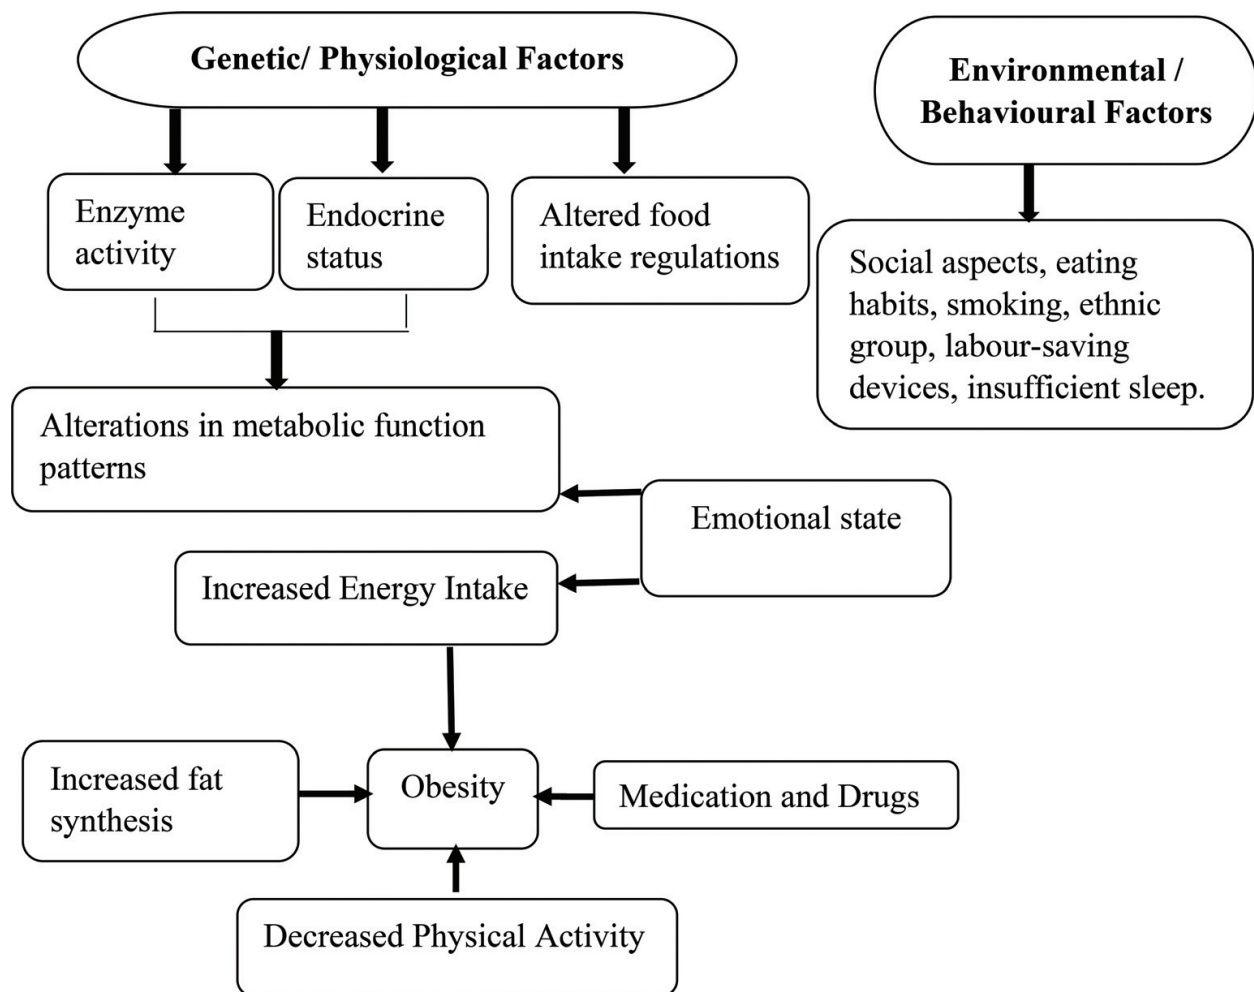 Genetic/ Physiological Factors
Environmental /
Behavioural Factors
Enzyme
activity
Endocrine
status
Altered food
intake regulations
Social aspects, eating
habits, smoking, ethnic
group, labour-saving
devices, insufficient sleep.
Alterations in metabolic function
patterns
Emotional state
Increased Energy Intake
Increased fat
synthesis
Obesity
Medication and Drugs
Decreased Physical Activity